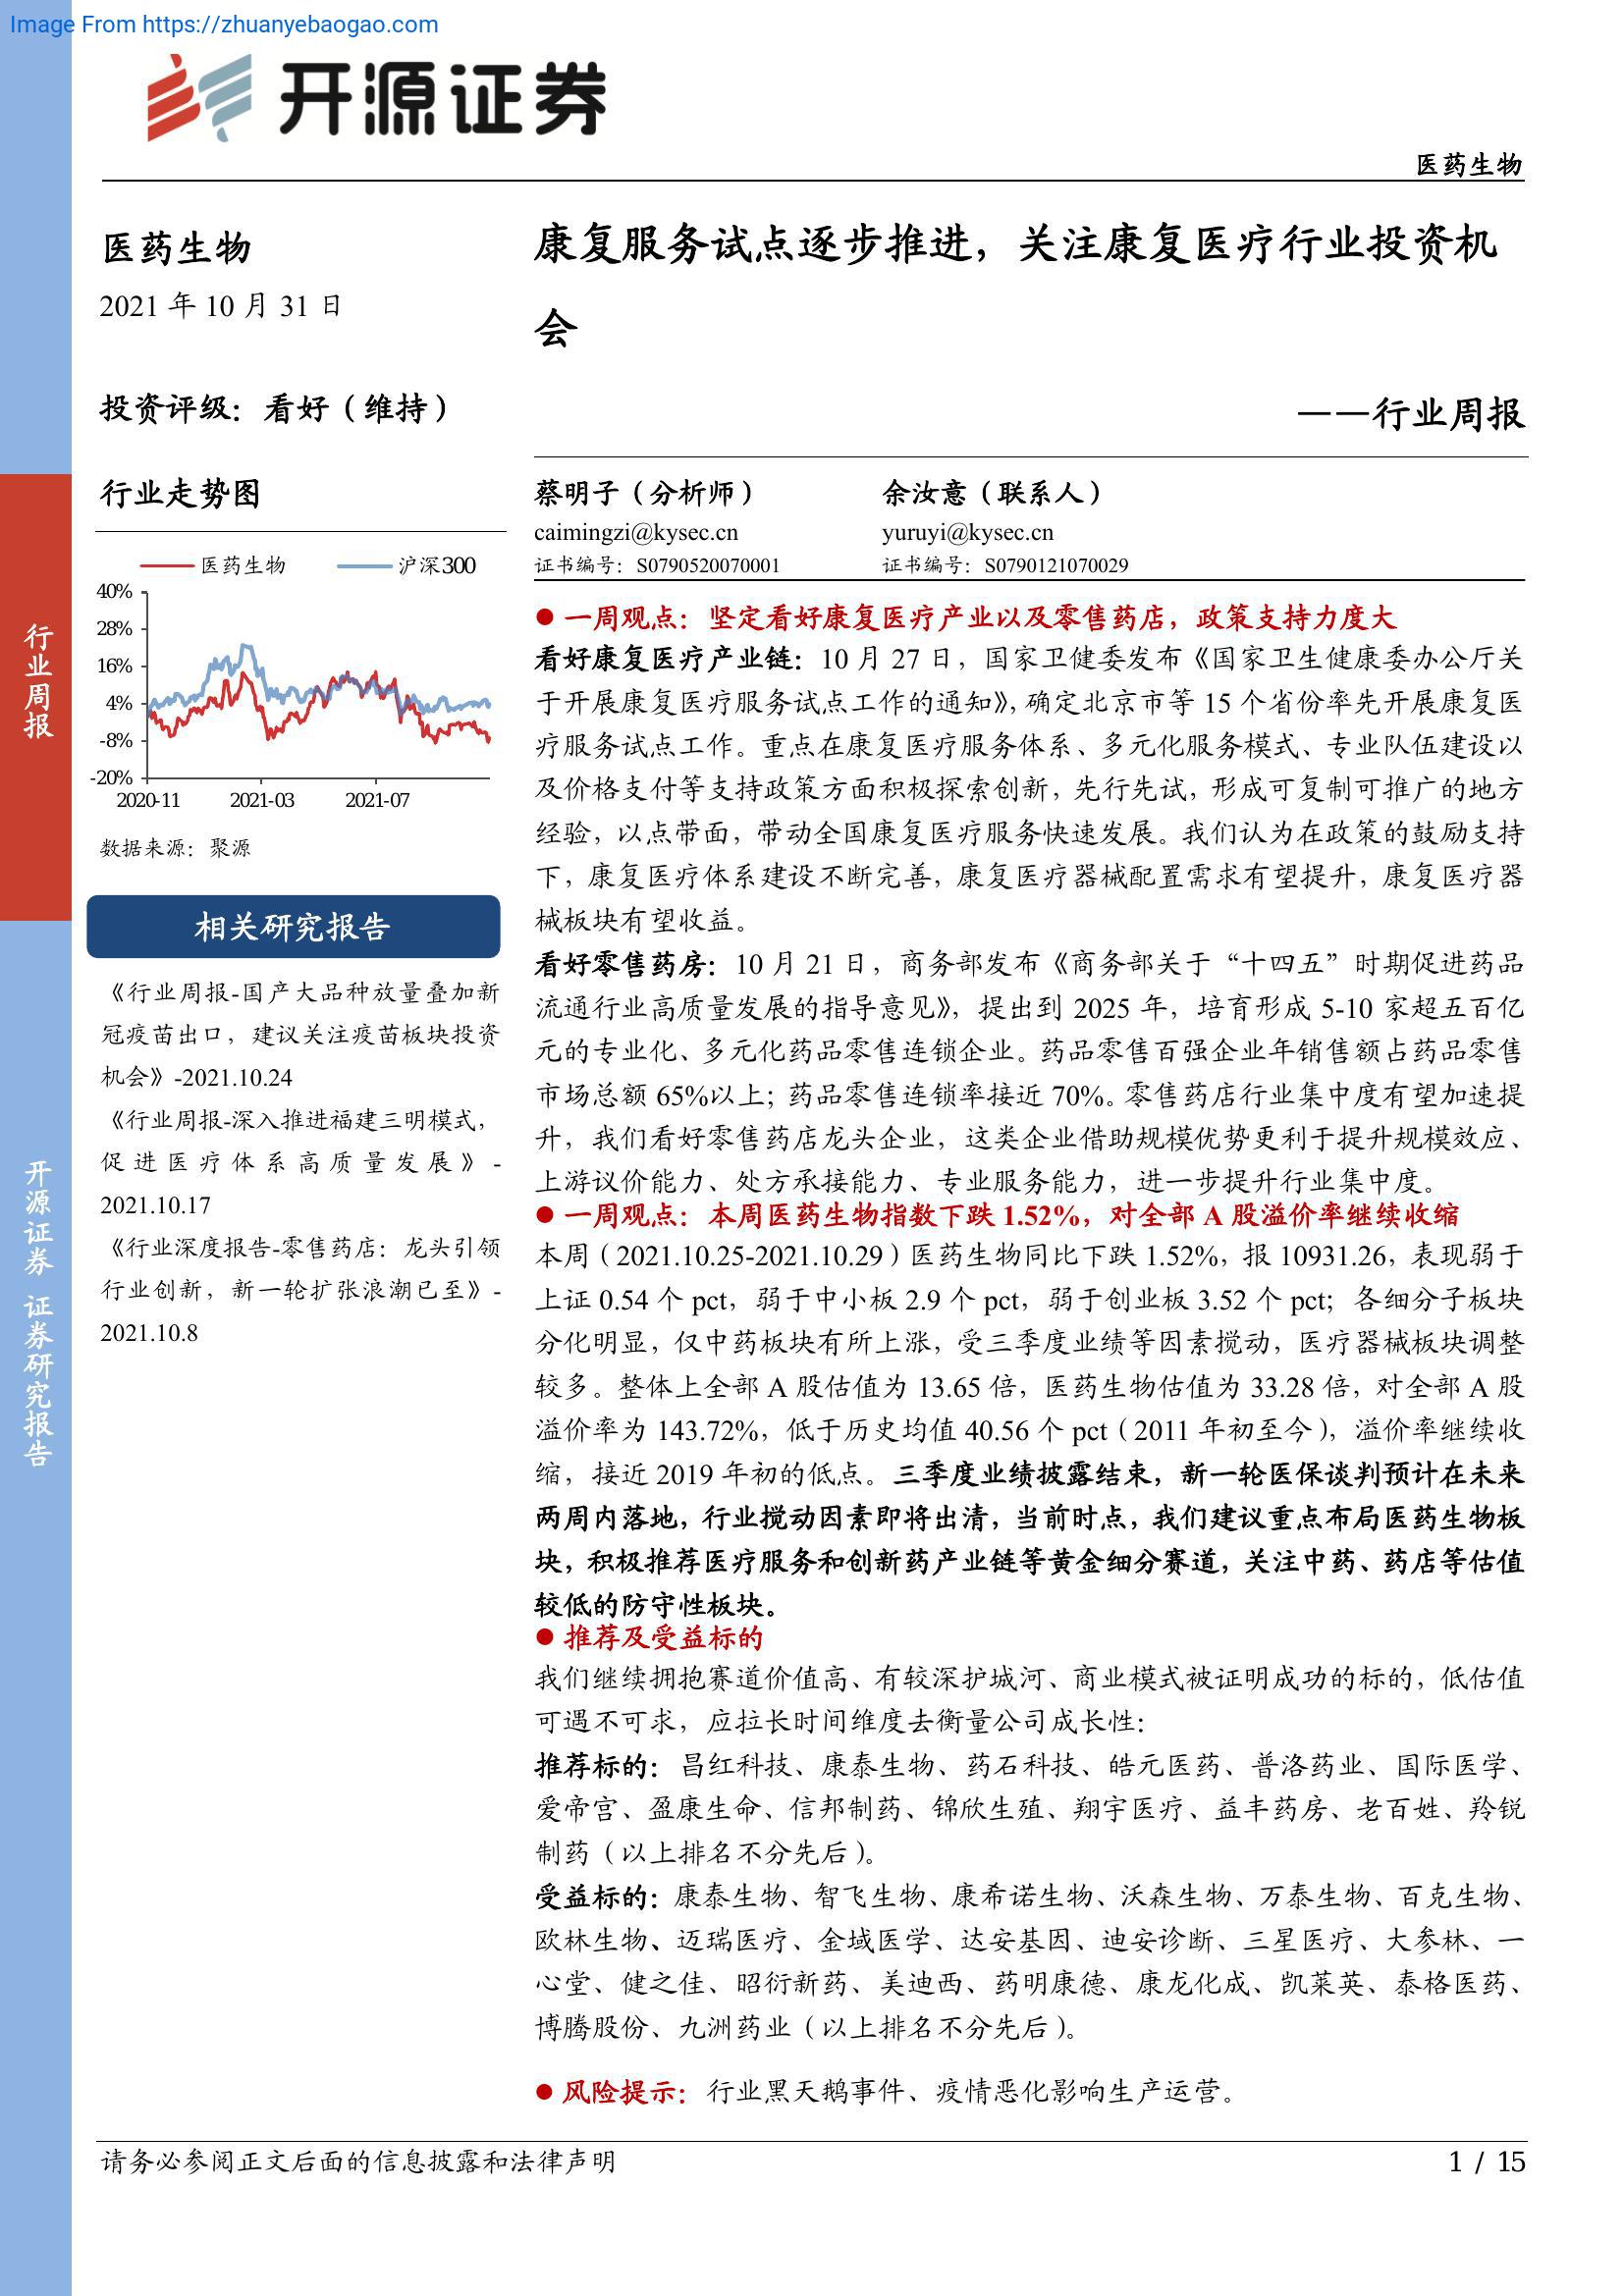 Image From https://zhuanyebaogao.com
开源证券
医药生物
医药生物
2021 年 10 月 31 日
投资评级：看好（维持）
行业走势图
医药生物 沪深300
40%
28%
16%
4%
-8%
-20%
2020-11 2021-03 2021-07
数据来源：聚源
相关研究报告
《行业周报-国产大品种放量叠加新
冠疫苗出口，建议关注疫苗板块投资
机会》-2021.10.24
《行业周报-深入推进福建三明模式，
促进医疗体系高质量发展》-
2021.10.17
《行业深度报告-零售药店：龙头引领
行业创新，新一轮扩张浪潮已至》-
2021.10.8
行业周报
开源证券 证券研究报告
康复服务试点逐步推进，关注康复医疗行业投资机
会
——行业周报
蔡明子（分析师） 余汝意（联系人）
caimingzi@kysec.cn yuruyi@kysec.cn
证书编号：S0790520070001 证书编号：S0790121070029
● 一周观点：坚定看好康复医疗产业以及零售药店，政策支持力度大
看好康复医疗产业链：10 月 27 日，国家卫健委发布《国家卫生健康委办公厅关
于开展康复医疗服务试点工作的通知》，确定北京市等 15 个省份率先开展康复医
疗服务试点工作。重点在康复医疗服务体系、多元化服务模式、专业队伍建设以
及价格支付等支持政策方面积极探索创新，先行先试，形成可复制可推广的地方
经验，以点带面，带动全国康复医疗服务快速发展。我们认为在政策的鼓励支持
下，康复医疗体系建设不断完善，康复医疗器械配置需求有望提升，康复医疗器
械板块有望收益。
看好零售药房：10 月 21 日，商务部发布《商务部关于“十四五”时期促进药品
流通行业高质量发展的指导意见》，提出到 2025 年，培育形成 5-10 家超五百亿
元的专业化、多元化药品零售连锁企业。药品零售百强企业年销售额占药品零售
市场总额 65%以上；药品零售连锁率接近 70%。零售药店行业集中度有望加速提
升，我们看好零售药店龙头企业，这类企业借助规模优势更利于提升规模效应、
上游议价能力、处方承接能力、专业服务能力，进一步提升行业集中度。
● 一周观点：本周医药生物指数下跌 1.52%，对全部 A 股溢价率继续收缩
本周（2021.10.25-2021.10.29）医药生物同比下跌 1.52%，报 10931.26，表现弱于
上证 0.54 个 pct，弱于中小板 2.9 个 pct，弱于创业板 3.52 个 pct；各细分子板块
分化明显，仅中药板块有所上涨，受三季度业绩等因素搅动，医疗器械板块调整
较多。整体上全部 A 股估值为 13.65 倍，医药生物估值为 33.28 倍，对全部 A 股
溢价率为 143.72%，低于历史均值 40.56 个 pct（2011 年初至今），溢价率继续收
缩，接近 2019 年初的低点。三季度业绩披露结束，新一轮医保谈判预计在未来
两周内落地，行业搅动因素即将出清，当前时点，我们建议重点布局医药生物板
块，积极推荐医疗服务和创新药产业链等黄金细分赛道，关注中药、药店等估值
较低的防守性板块。
● 推荐及受益标的
我们继续拥抱赛道价值高、有较深护城河、商业模式被证明成功的标的，低估值
可遇不可求，应拉长时间维度去衡量公司成长性：
推荐标的：昌红科技、康泰生物、药石科技、皓元医药、普洛药业、国际医学、
爱帝宫、盈康生命、信邦制药、锦欣生殖、翔宇医疗、益丰药房、老百姓、羚锐
制药（以上排名不分先后）。
受益标的：康泰生物、智飞生物、康希诺生物、沃森生物、万泰生物、百克生物、
欧林生物、迈瑞医疗、金域医学、达安基因、迪安诊断、三星医疗、大参林、一
心堂、健之佳、昭衍新药、美迪西、药明康德、康龙化成、凯莱英、泰格医药、
博腾股份、九洲药业（以上排名不分先后）。
● 风险提示：行业黑天鹅事件、疫情恶化影响生产运营。
请务必参阅正文后面的信息披露和法律声明 1 / 15